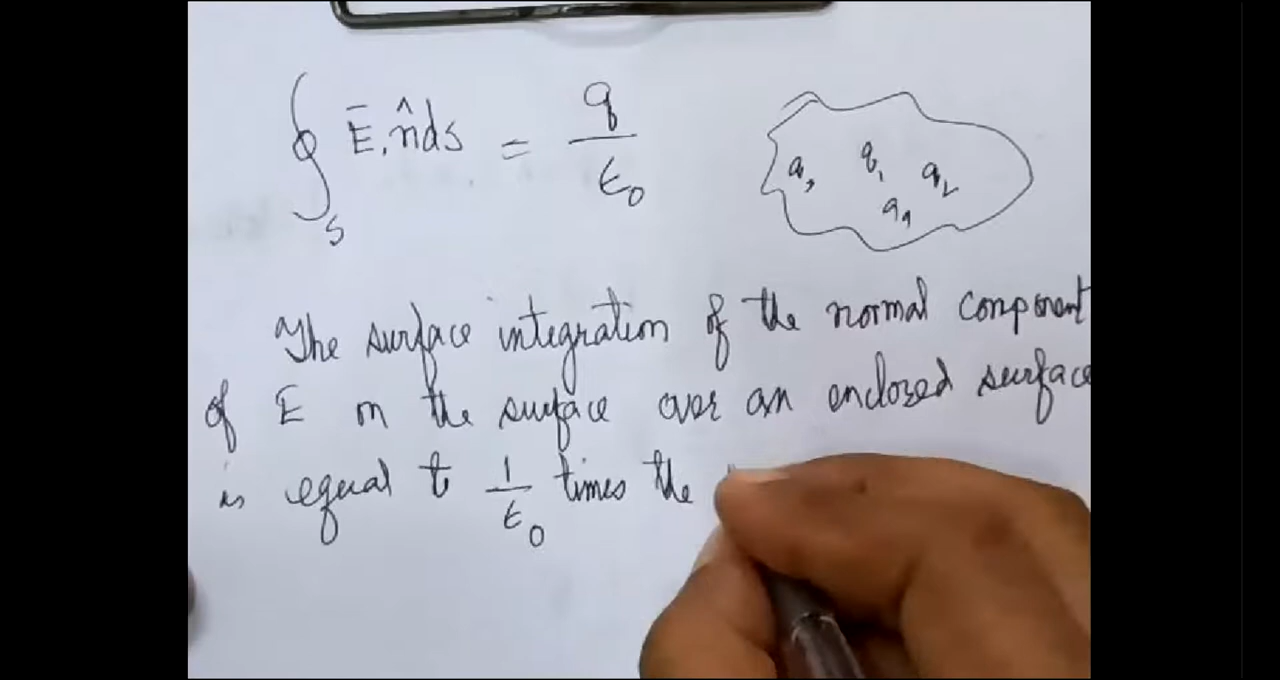 ∮_S Ē.n̂ds = q/ϵ₀
q₃ q₁ q₂
q₄
The surface integration of the normal component
of E on the surface over an enclosed surface
is equal to 1/ϵ₀ times the